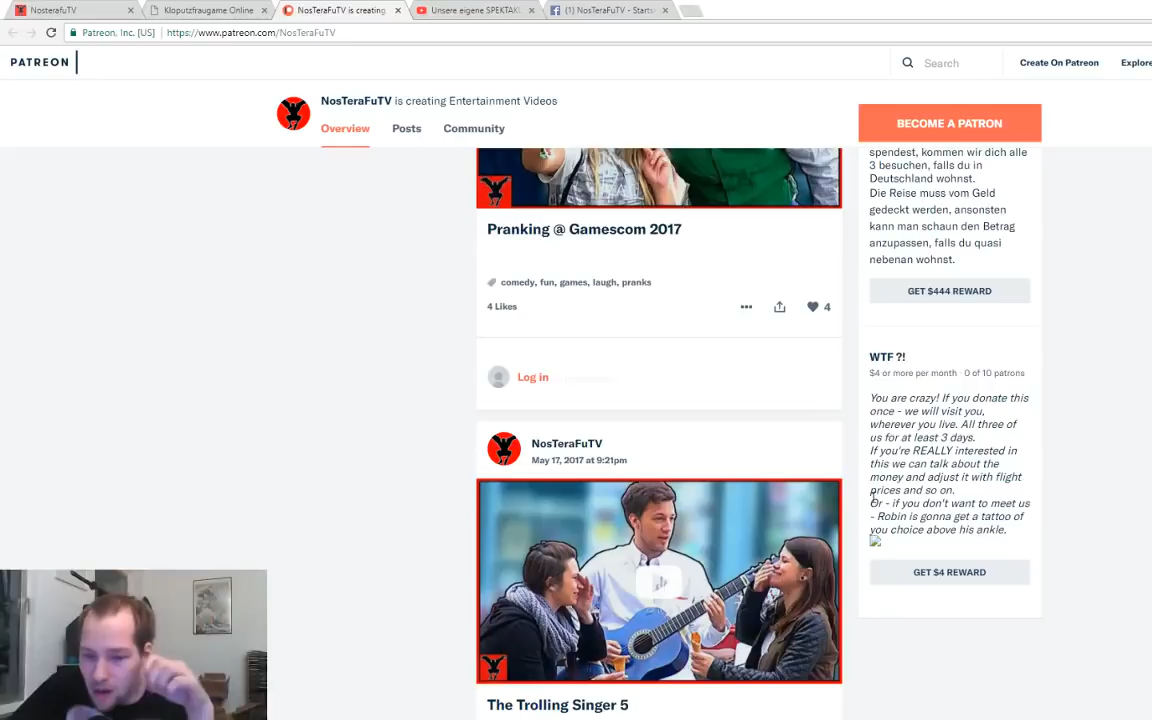 NosterafuTV
Kloputzfraugame Online
NosTeraFuTV is creating
Unsere eigene SPEKTAK
(1) NosTeraFuTV - Starts
Patreon, Inc. [US]
https://www.patreon.com/NosTeraFuTV
PATREON
Search
Create On Patreon
Explore
NosTeraFuTV is creating Entertainment Videos
Overview
Posts
Community
BECOME A PATRON
Pranking @ Gamescom 2017
comedy, fun, games, laugh, pranks
4 Likes
4
Log in
NosTeraFuTV
May 17, 2017 at 9:21pm
The Trolling Singer 5
spendest, kommen wir dich alle
3 besuchen, falls du in
Deutschland wohnst.
Die Reise muss vom Geld
gedeckt werden, ansonsten
kann man schaun den Betrag
anzupassen, falls du quasi
nebenan wohnst.
GET $444 REWARD
WTF ?!
$4 or more per month · 0 of 10 patrons
You are crazy! If you donate this
once - we will visit you,
wherever you live. All three of
us for at least 3 days.
If you're REALLY interested in
this we can talk about the
money and adjust it with flight
prices and so on.
Or - if you don't want to meet us
- Robin is gonna get a tattoo of
you choice above his ankle.
GET $4 REWARD